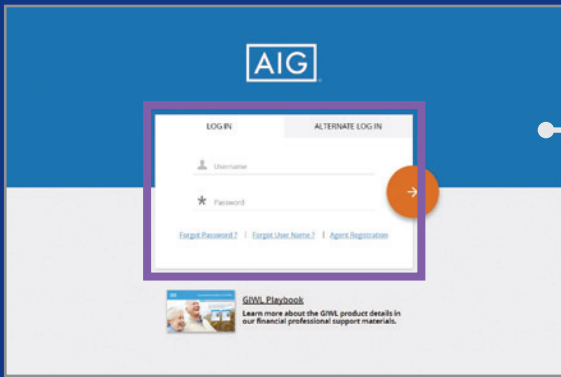 AIG
LOG IN
ALTERNATE LOG IN
Username
Password
Forgot Password ? | Forgot User Name ? | Agent Registration
GIWL Playbook
Learn more about the GIWL product details in
our financial professional support materials.